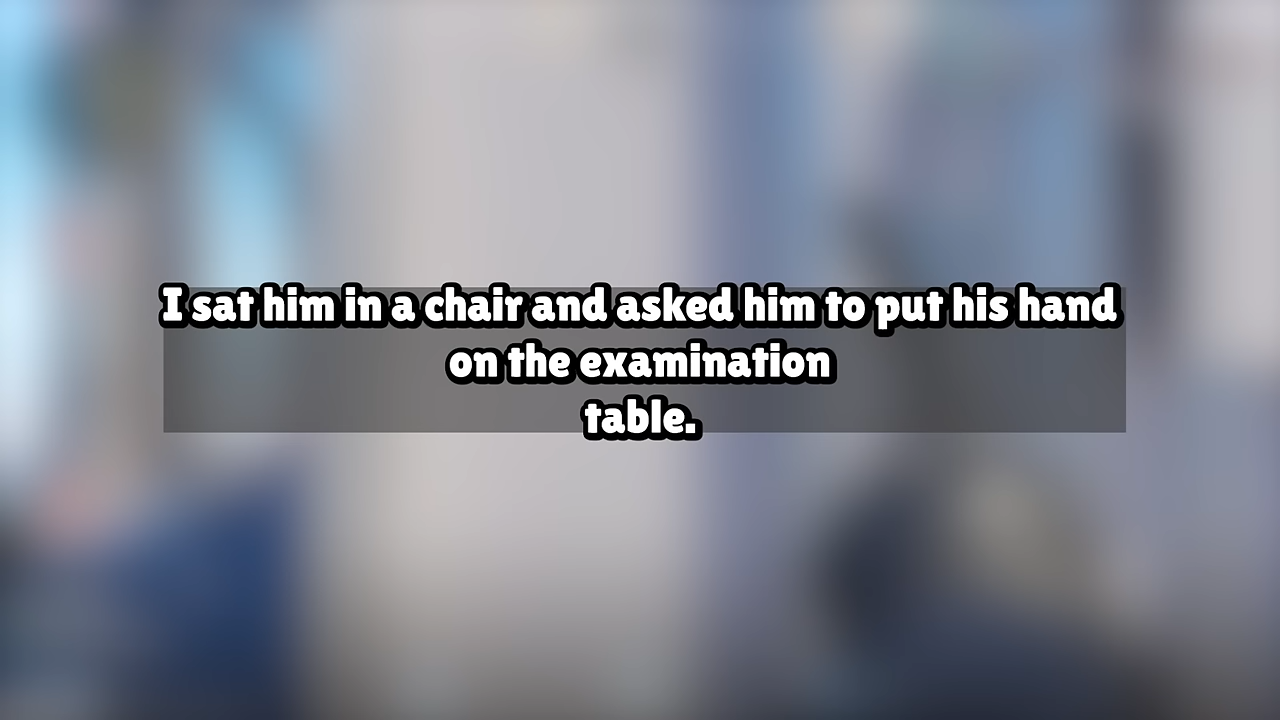 I sat him in a chair and asked him to put his hand
on the examination
table.